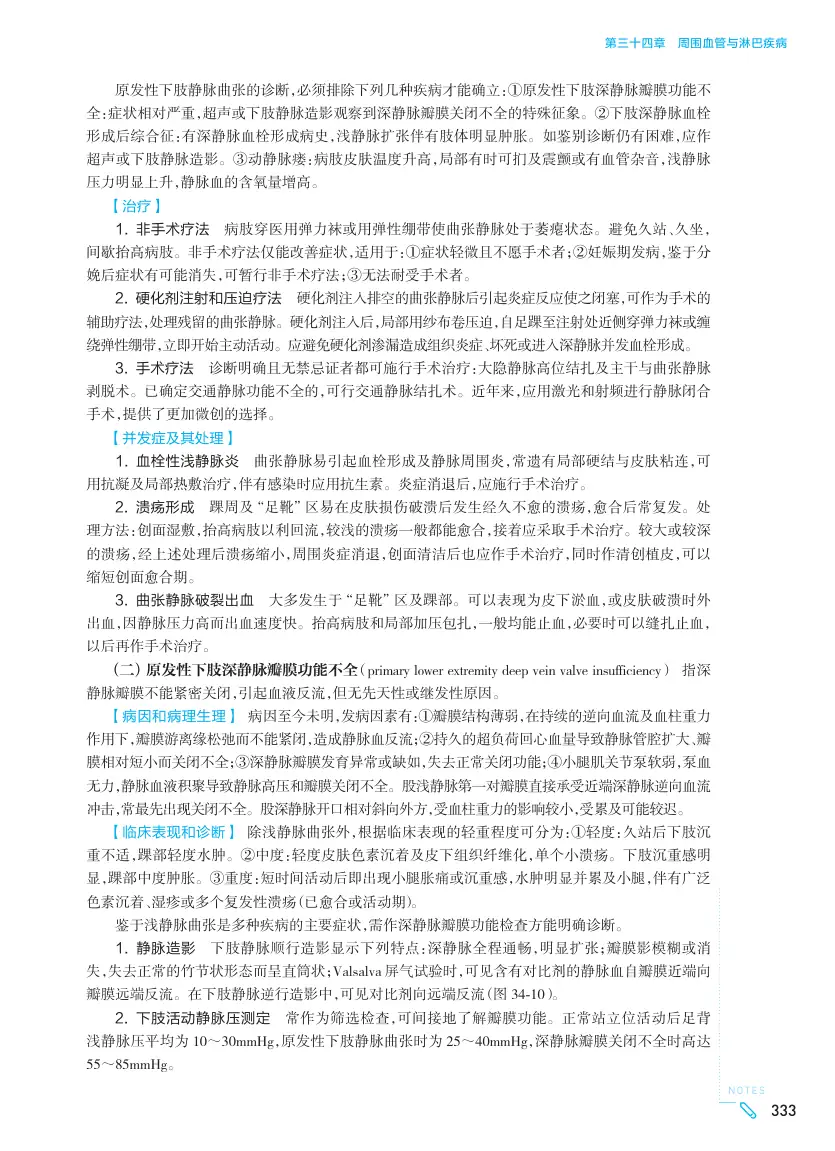 第三十四章 周围血管与淋巴疾病
原发性下肢静脉曲张的诊断,必须排除下列几种疾病才能确立:①原发性下肢深静脉瓣膜功能不
全:症状相对严重,超声或下肢静脉造影观察到深静脉瓣膜关闭不全的特殊征象。②下肢深静脉血栓
形成后综合征:有深静脉血栓形成病史,浅静脉扩张伴有肢体明显肿胀。如鉴别诊断仍有困难,应作
超声或下肢静脉造影。③动静脉瘘:病肢皮肤温度升高,局部有时可扪及震颤或有血管杂音,浅静脉
压力明显上升,静脉血的含氧量增高。
【治疗】
1. 非手术疗法 病肢穿医用弹力袜或用弹性绷带使曲张静脉处于萎瘪状态。避免久站、久坐,
间歇抬高病肢。非手术疗法仅能改善症状,适用于:①症状轻微且不愿手术者;②妊娠期发病,鉴于分
娩后症状有可能消失,可暂行非手术疗法;③无法耐受手术者。
2. 硬化剂注射和压迫疗法 硬化剂注入排空的曲张静脉后引起炎症反应使之闭塞,可作为手术的
辅助疗法,处理残留的曲张静脉。硬化剂注入后,局部用纱布卷压迫,自足踝至注射处近侧穿弹力袜或缠
绕弹性绷带,立即开始主动活动。应避免硬化剂渗漏造成组织炎症、坏死或进入深静脉并发血栓形成。
3. 手术疗法 诊断明确且无禁忌证者都可施行手术治疗:大隐静脉高位结扎及主干与曲张静脉
剥脱术。已确定交通静脉功能不全的,可行交通静脉结扎术。近年来,应用激光和射频进行静脉闭合
手术,提供了更加微创的选择。
【并发症及其处理】
1. 血栓性浅静脉炎 曲张静脉易引起血栓形成及静脉周围炎,常遗有局部硬结与皮肤粘连,可
用抗凝及局部热敷治疗,伴有感染时应用抗生素。炎症消退后,应施行手术治疗。
2. 溃疡形成 踝周及“足靴”区易在皮肤损伤破溃后发生经久不愈的溃疡,愈合后常复发。处
理方法:创面湿敷,抬高病肢以利回流,较浅的溃疡一般都能愈合,接着应采取手术治疗。较大或较深
的溃疡,经上述处理后溃疡缩小,周围炎症消退,创面清洁后也应作手术治疗,同时作清创植皮,可以
缩短创面愈合期。
3. 曲张静脉破裂出血 大多发生于“足靴”区及踝部。可以表现为皮下淤血,或皮肤破溃时外
出血,因静脉压力高而出血速度快。抬高病肢和局部加压包扎,一般均能止血,必要时可以缝扎止血,
以后再作手术治疗。
(二) 原发性下肢深静脉瓣膜功能不全(primary lower extremity deep vein valve insufficiency) 指深
静脉瓣膜不能紧密关闭,引起血液反流,但无先天性或继发性原因。
【病因和病理生理】 病因至今未明,发病因素有:①瓣膜结构薄弱,在持续的逆向血流及血柱重力
作用下,瓣膜游离缘松弛而不能紧闭,造成静脉血反流;②持久的超负荷回心血量导致静脉管腔扩大、瓣
膜相对短小而关闭不全;③深静脉瓣膜发育异常或缺如,失去正常关闭功能;④小腿肌关节泵软弱,泵血
无力,静脉血液积聚导致静脉高压和瓣膜关闭不全。股浅静脉第一对瓣膜直接承受近端深静脉逆向血流
冲击,常最先出现关闭不全。股深静脉开口相对斜向外方,受血柱重力的影响较小,受累及可能较迟。
【临床表现和诊断】 除浅静脉曲张外,根据临床表现的轻重程度可分为:①轻度:久站后下肢沉
重不适,踝部轻度水肿。②中度:轻度皮肤色素沉着及皮下组织纤维化,单个小溃疡。下肢沉重感明
显,踝部中度肿胀。③重度:短时间活动后即出现小腿胀痛或沉重感,水肿明显并累及小腿,伴有广泛
色素沉着、湿疹或多个复发性溃疡(已愈合或活动期)。
鉴于浅静脉曲张是多种疾病的主要症状,需作深静脉瓣膜功能检查方能明确诊断。
1. 静脉造影 下肢静脉顺行造影显示下列特点:深静脉全程通畅,明显扩张;瓣膜影模糊或消
失,失去正常的竹节状形态而呈直筒状;Valsalva 屏气试验时,可见含有对比剂的静脉血自瓣膜近端向
瓣膜远端反流。在下肢静脉逆行造影中,可见对比剂向远端反流(图 34-10)。
2. 下肢活动静脉压测定 常作为筛选检查,可间接地了解瓣膜功能。正常站立位活动后足背
浅静脉压平均为 10～30mmHg,原发性下肢静脉曲张时为 25～40mmHg,深静脉瓣膜关闭不全时高达
55～85mmHg。
NOTES
333